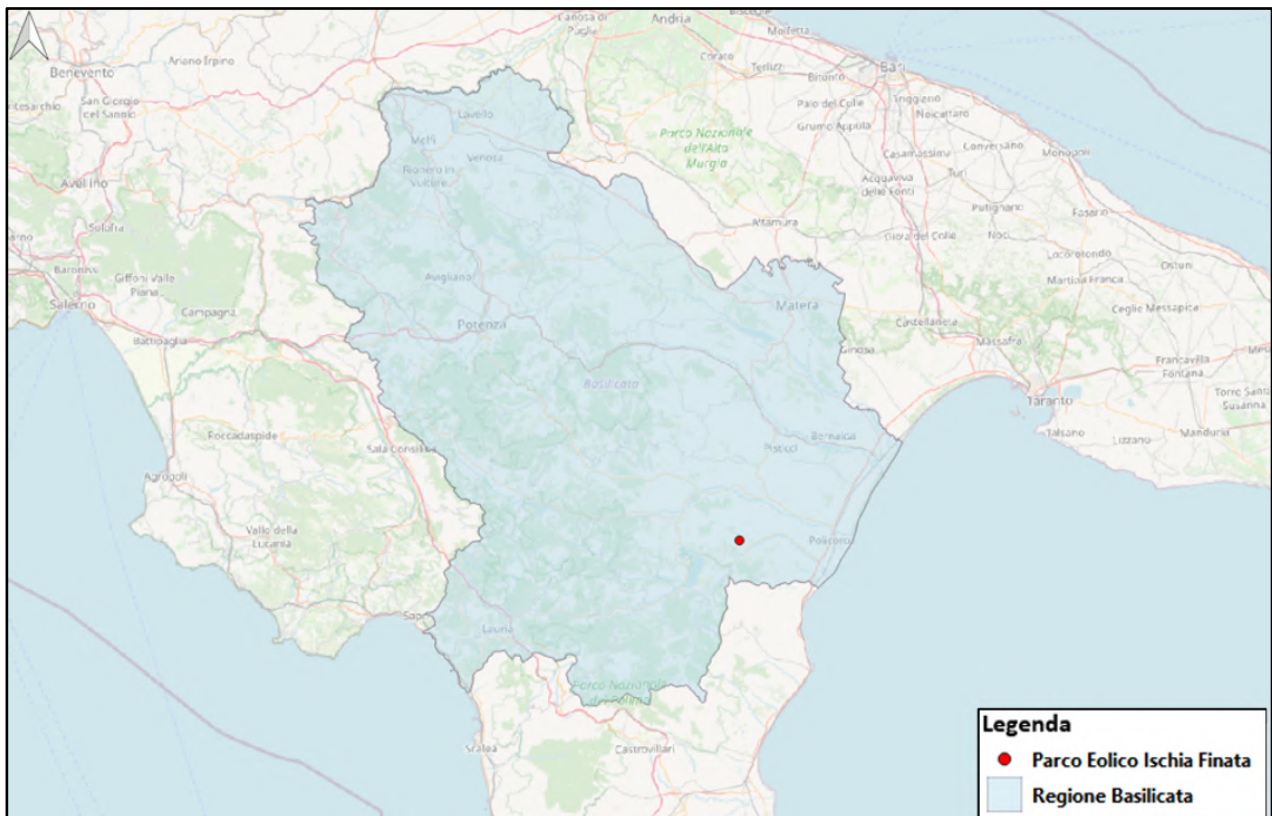 Canosa di
Puglia
Andria
Bisceglie
Molfetta
Benevento
Ariano Irpino
Corato
Terlizzi
Bitonto
Bari
San Giorgio
del Sannio
Lavello
Palo del Colle
Triggiano
Noicattaro
Melfi
Parco Nazionale
dell'Alta
Murgia
Grumo Appula
Casamassima
Conversano
Monopoli
Venosa
Rionero in
Vulture
Acquaviva
delle Fonti
Turi
Avellino
Putignano
Fasano
Solofra
Altamura
Gioia del Colle
Noci
Locorotondo
Baronissi
Giffoni Valle
Piana
Avigliano
Martina Franca
Ostuni
Salerno
Campagna
Matera
Ceglie Messapica
Potenza
Castellaneta
Battipaglia
Ginosa
Massafra
Francavilla
Fontana
Basilicata
Taranto
Torre Santa
Susanna
Roccadaspide
Sala Consilina
Bernalda
Pisticci
Talsano
Lizzano
Manduria
Agropoli
Vallo della
Lucania
Policoro
Sapri
Lauria
Parco Nazionale
del Pollino
Scalea
Castrovillari
Legenda
Parco Eolico Ischia Finata
Regione Basilicata